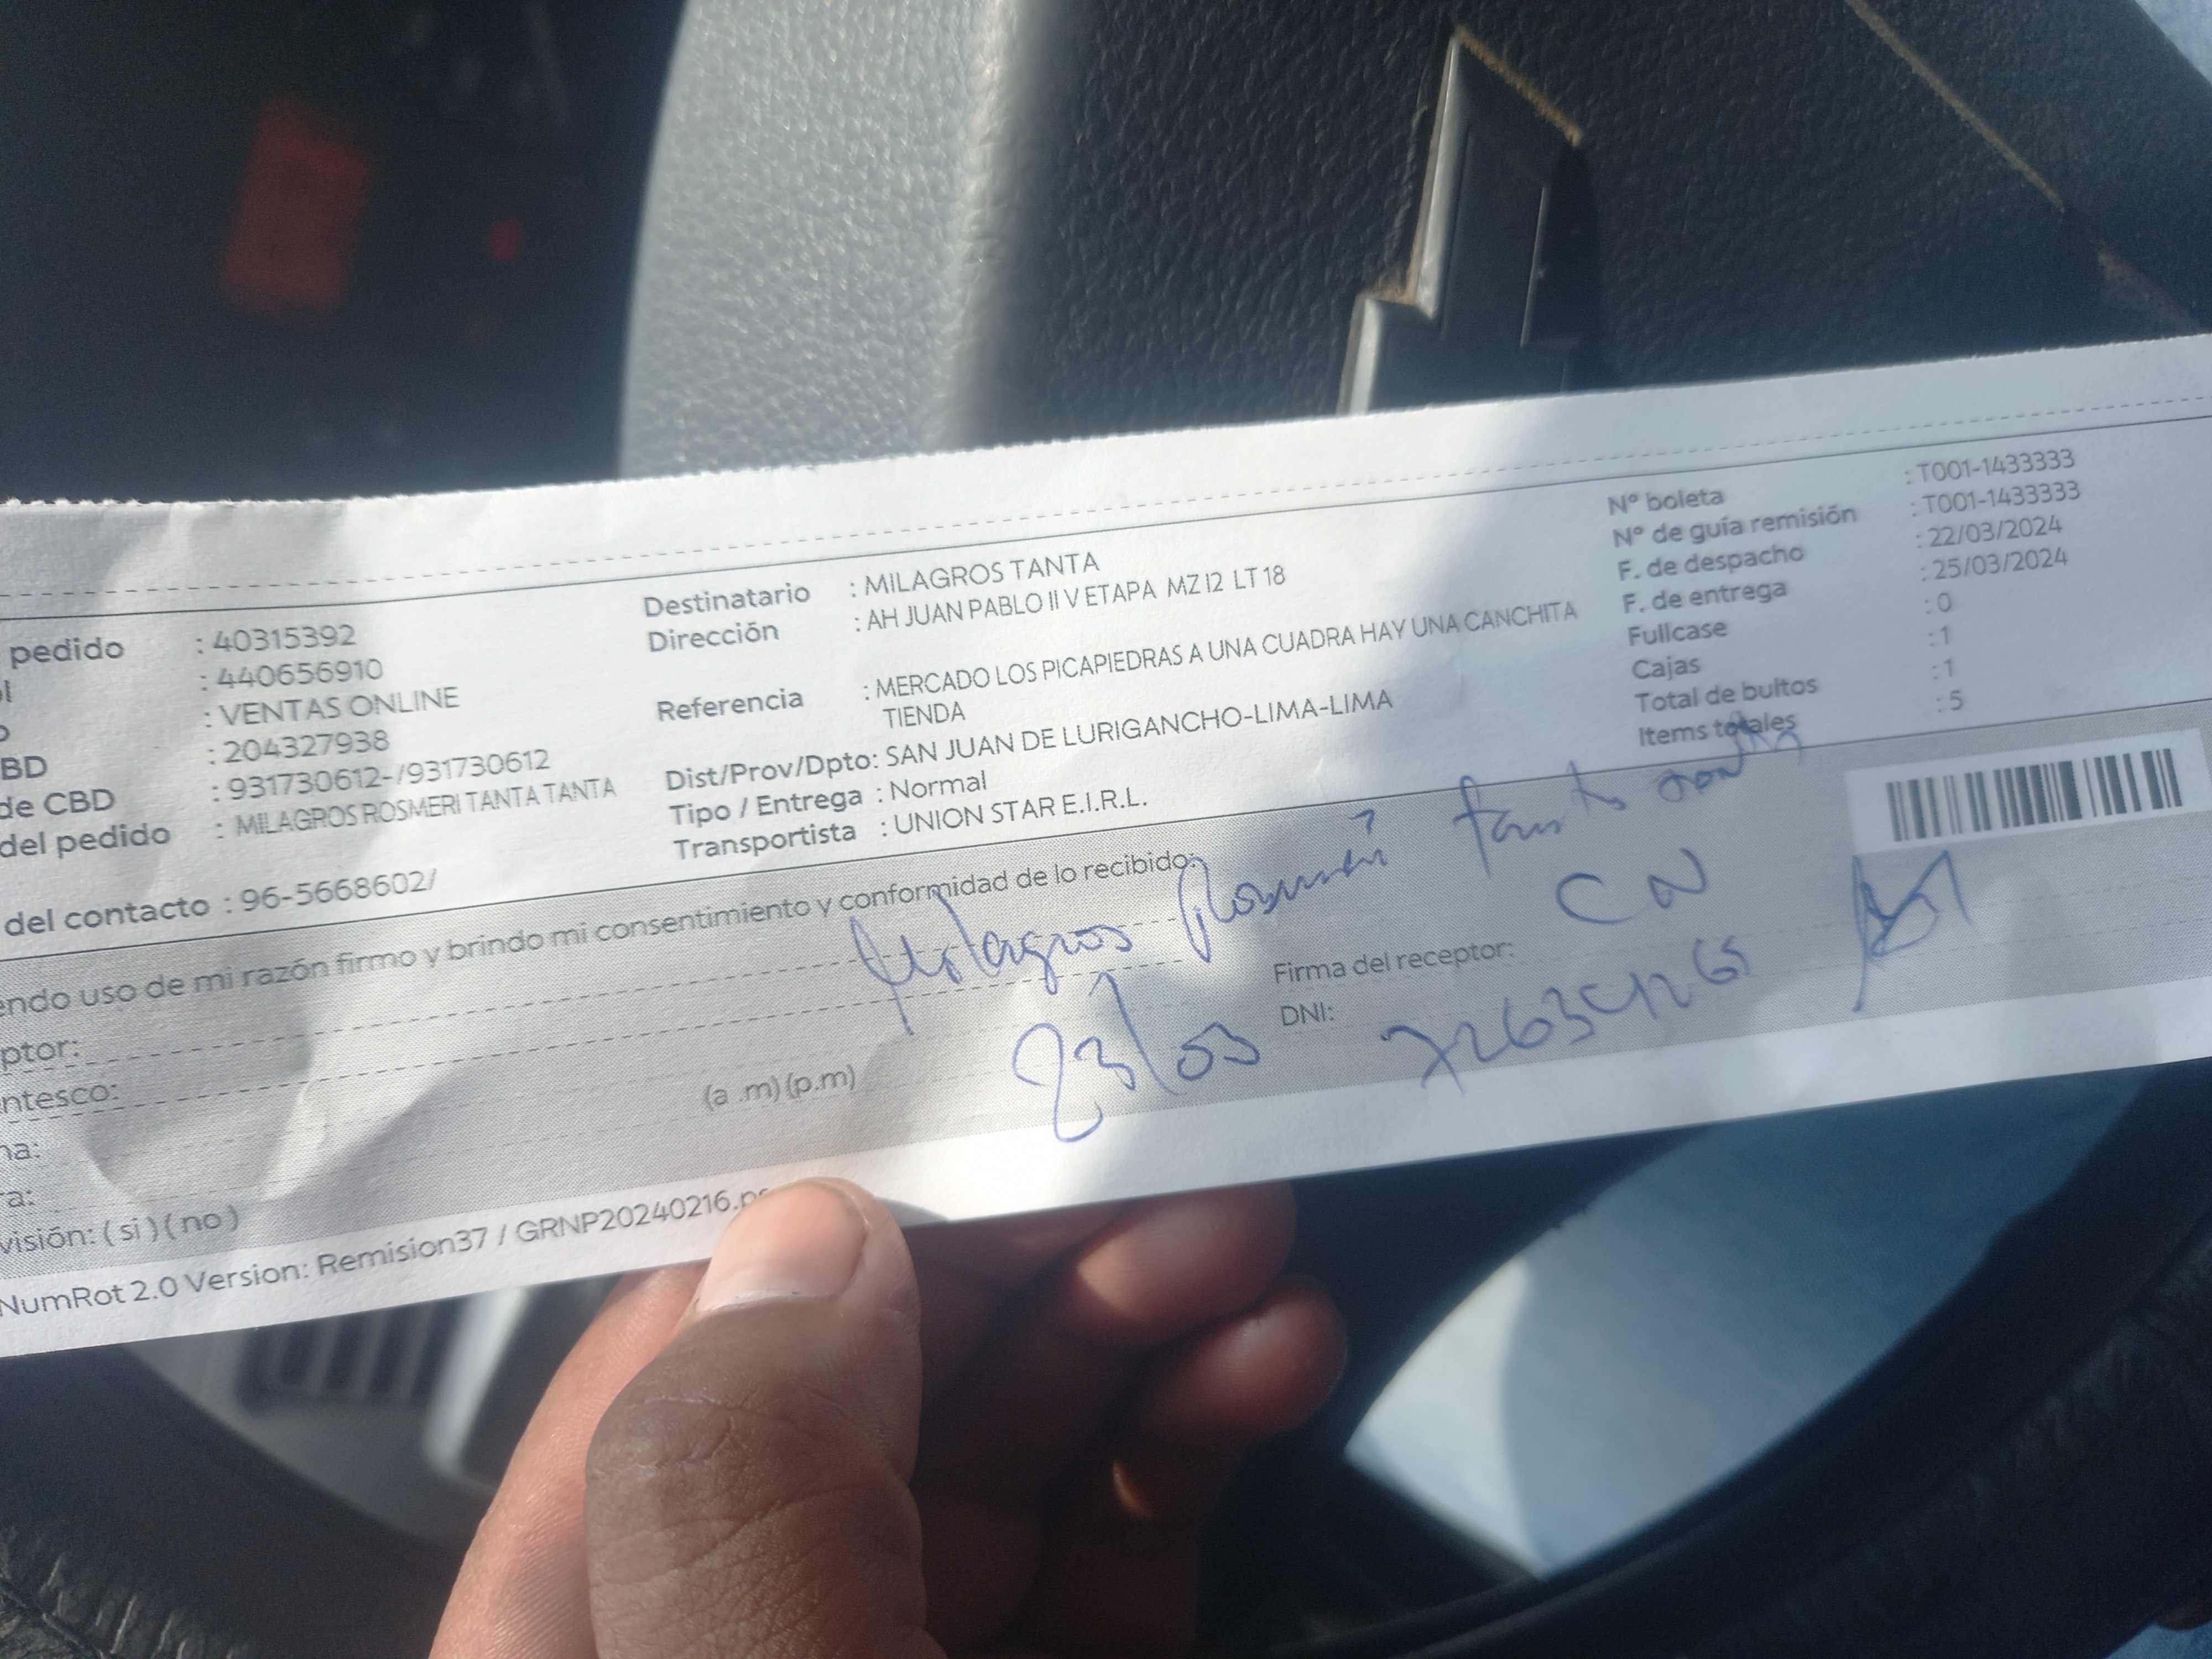 pedido : 40315392
: 440656910
: VENTAS ONLINE
BD : 204327938
de CBD : 931730612-/931730612
del pedido : MILAGROS ROSMERI TANTA TANTA
del contacto : 96-5668602/
Destinatario : MILAGROS TANTA
Dirección : AH JUAN PABLO II V ETAPA MZ I2 LT 18
Referencia : MERCADO LOS PICAPIEDRAS A UNA CUADRA HAY UNA CANCHITA
TIENDA
Dist/Prov/Dpto: SAN JUAN DE LURIGANCHO-LIMA-LIMA
Tipo / Entrega : Normal
Transportista : UNION STAR E.I.R.L.
Nº boleta : T001-1433333
Nº de guía remisión : T001-1433333
F. de despacho : 22/03/2024
F. de entrega : 25/03/2024
Fullcase : 0
Cajas : 1
Total de bultos : 1
Items totales : 5
endo uso de mi razón firmo y brindo mi consentimiento y conformidad de lo recibido:
ptor: Milagros
ntesco:
na: 23/03
ra: (a .m) (p.m)
visión: ( si ) ( no )
Firma del receptor: CN
DNI:
NumRot 2.0 Version: Remision37 / GRNP20240216.